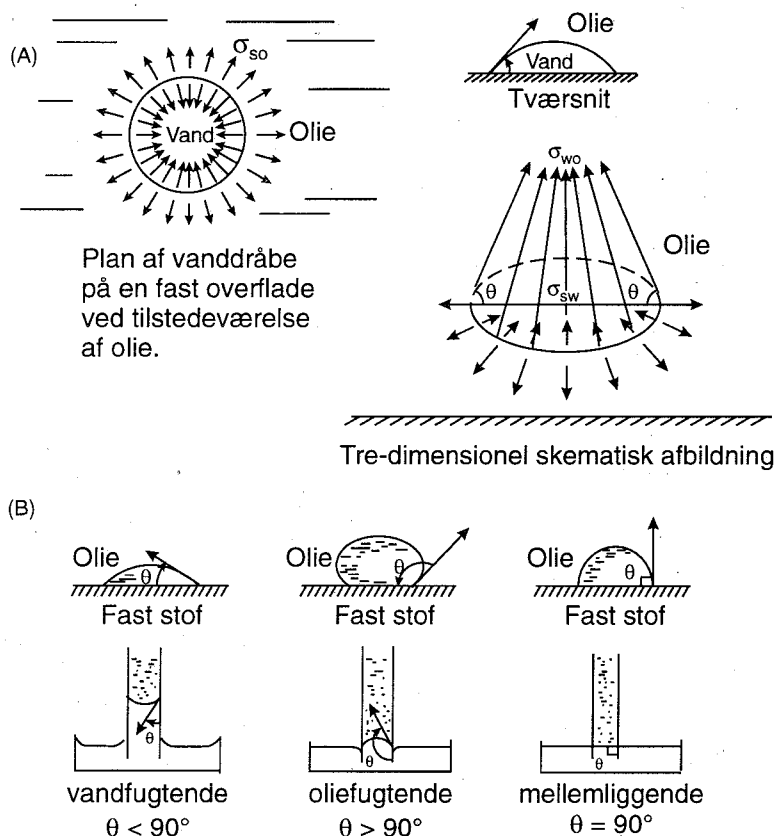 (A)
σso
Vand
Olie
Plan af vanddråbe
på en fast overflade
ved tilstedeværelse
af olie.
Olie
Vand
Tværsnit
σwo
Olie
θ
σsw
θ
Tre-dimensionel skematisk afbildning
(B)
Olie
θ
Fast stof
Olie
θ
Fast stof
Olie
θ
Fast stof
θ
θ
θ
vandfugtende
θ < 90°
oliefugtende
θ > 90°
mellemliggende
θ = 90°